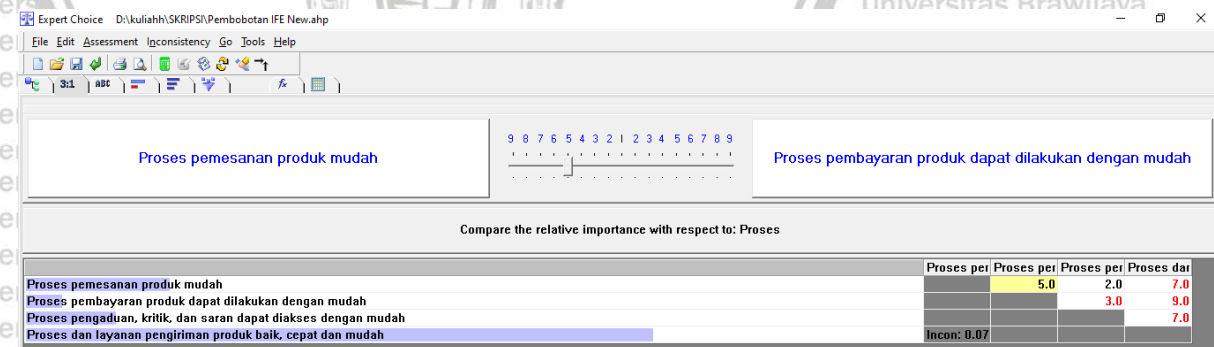 Universitas Brawijaya
Expert Choice D:\kuliahh\SKRIPSI\Pembobotan IFE New.ahp
File Edit Assessment Inconsistency Go Tools Help
3:1 ABC fx
9 8 7 6 5 4 3 2 1 2 3 4 5 6 7 8 9
Proses pemesanan produk mudah
Proses pembayaran produk dapat dilakukan dengan mudah
Compare the relative importance with respect to: Proses
Proses per Proses per Proses per Proses dar
Proses pemesanan produk mudah 5.0 2.0 7.0
Proses pembayaran produk dapat dilakukan dengan mudah 3.0 9.0
Proses pengaduan, kritik, dan saran dapat diakses dengan mudah 7.0
Proses dan layanan pengiriman produk baik, cepat dan mudah Incon: 0.07